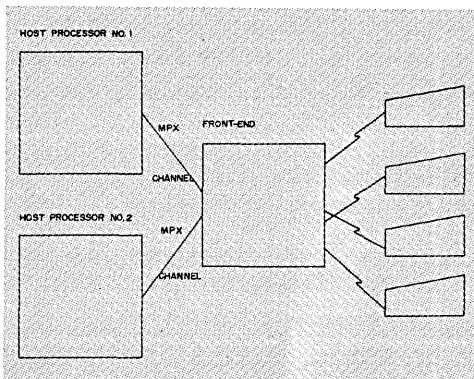 HOST PROCESSOR NO.1
MPX
FRONT-END
CHANNEL
HOST PROCESSOR NO.2
MPX
CHANNEL